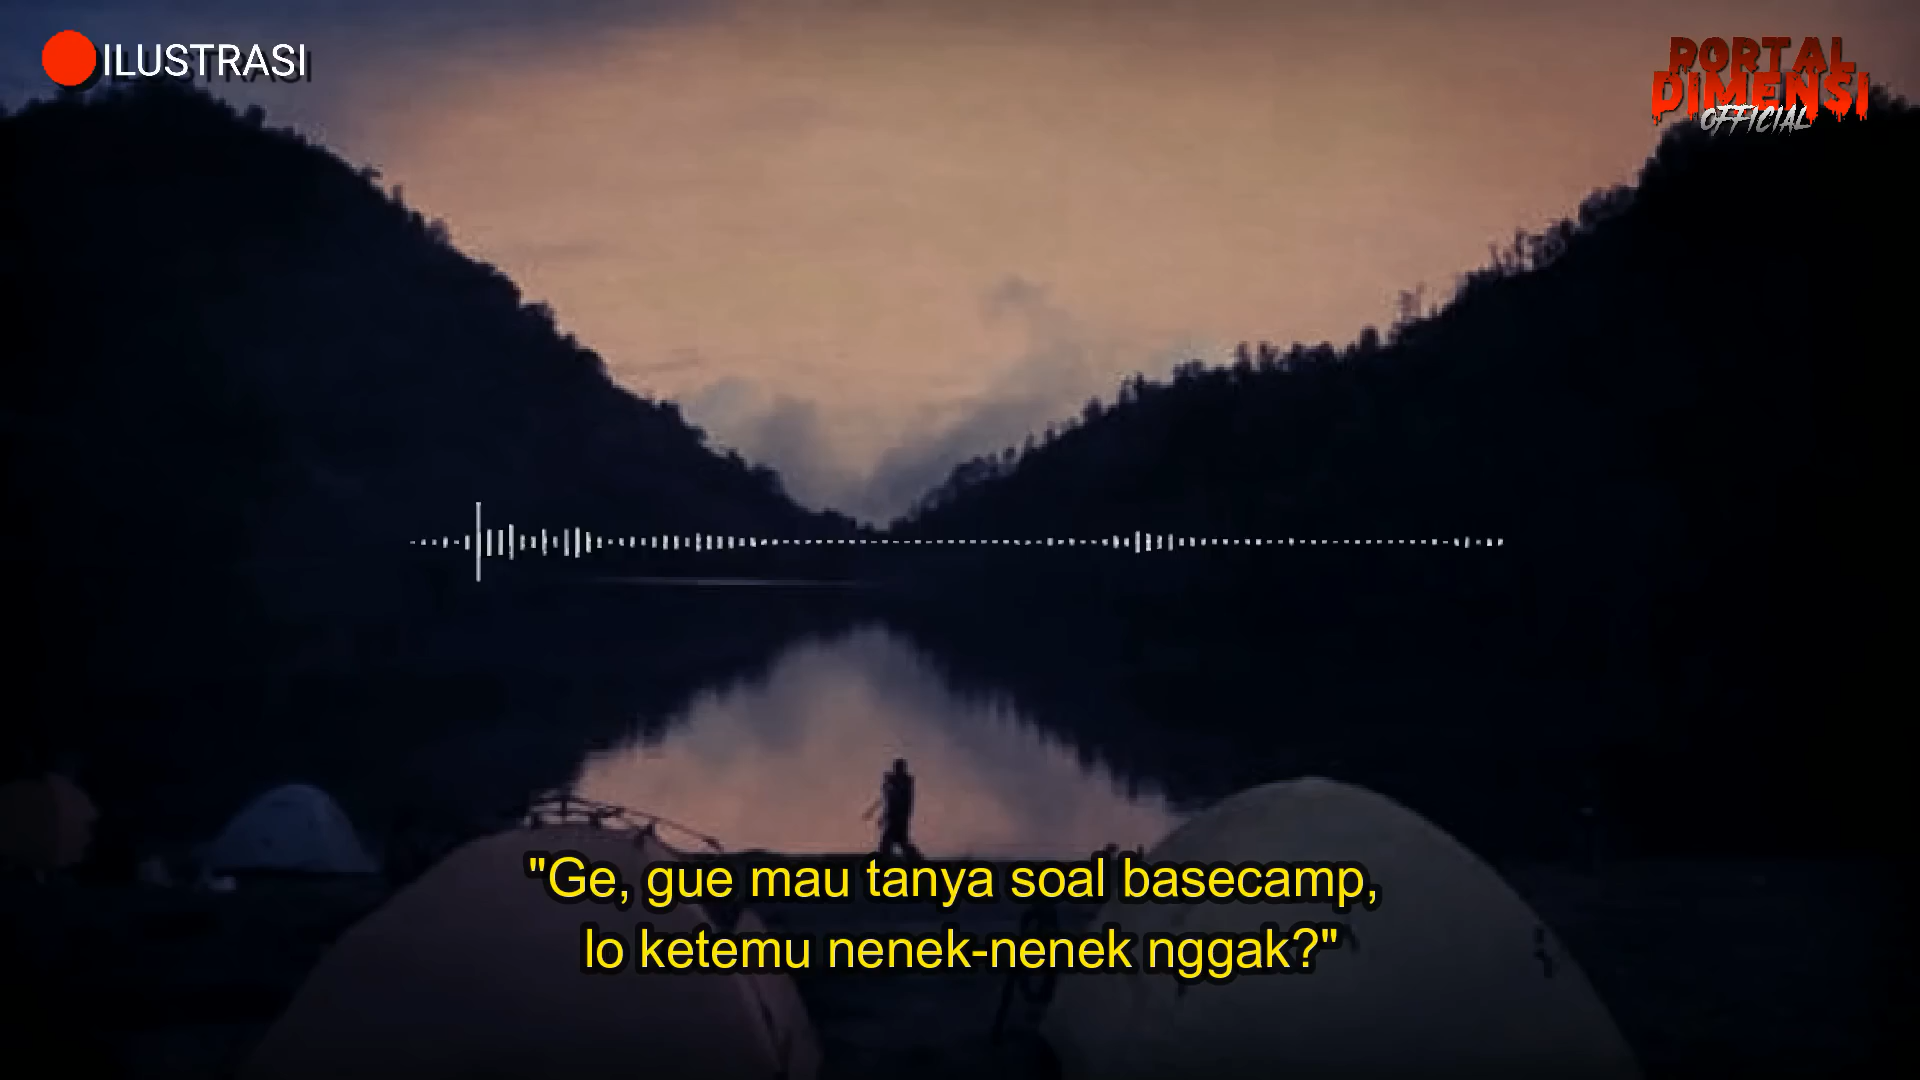 ILUSTRASI
PORTAL
DIMENSI
OFFICIAL
"Ge, gue mau tanya soal basecamp,
lo ketemu nenek-nenek nggak?"